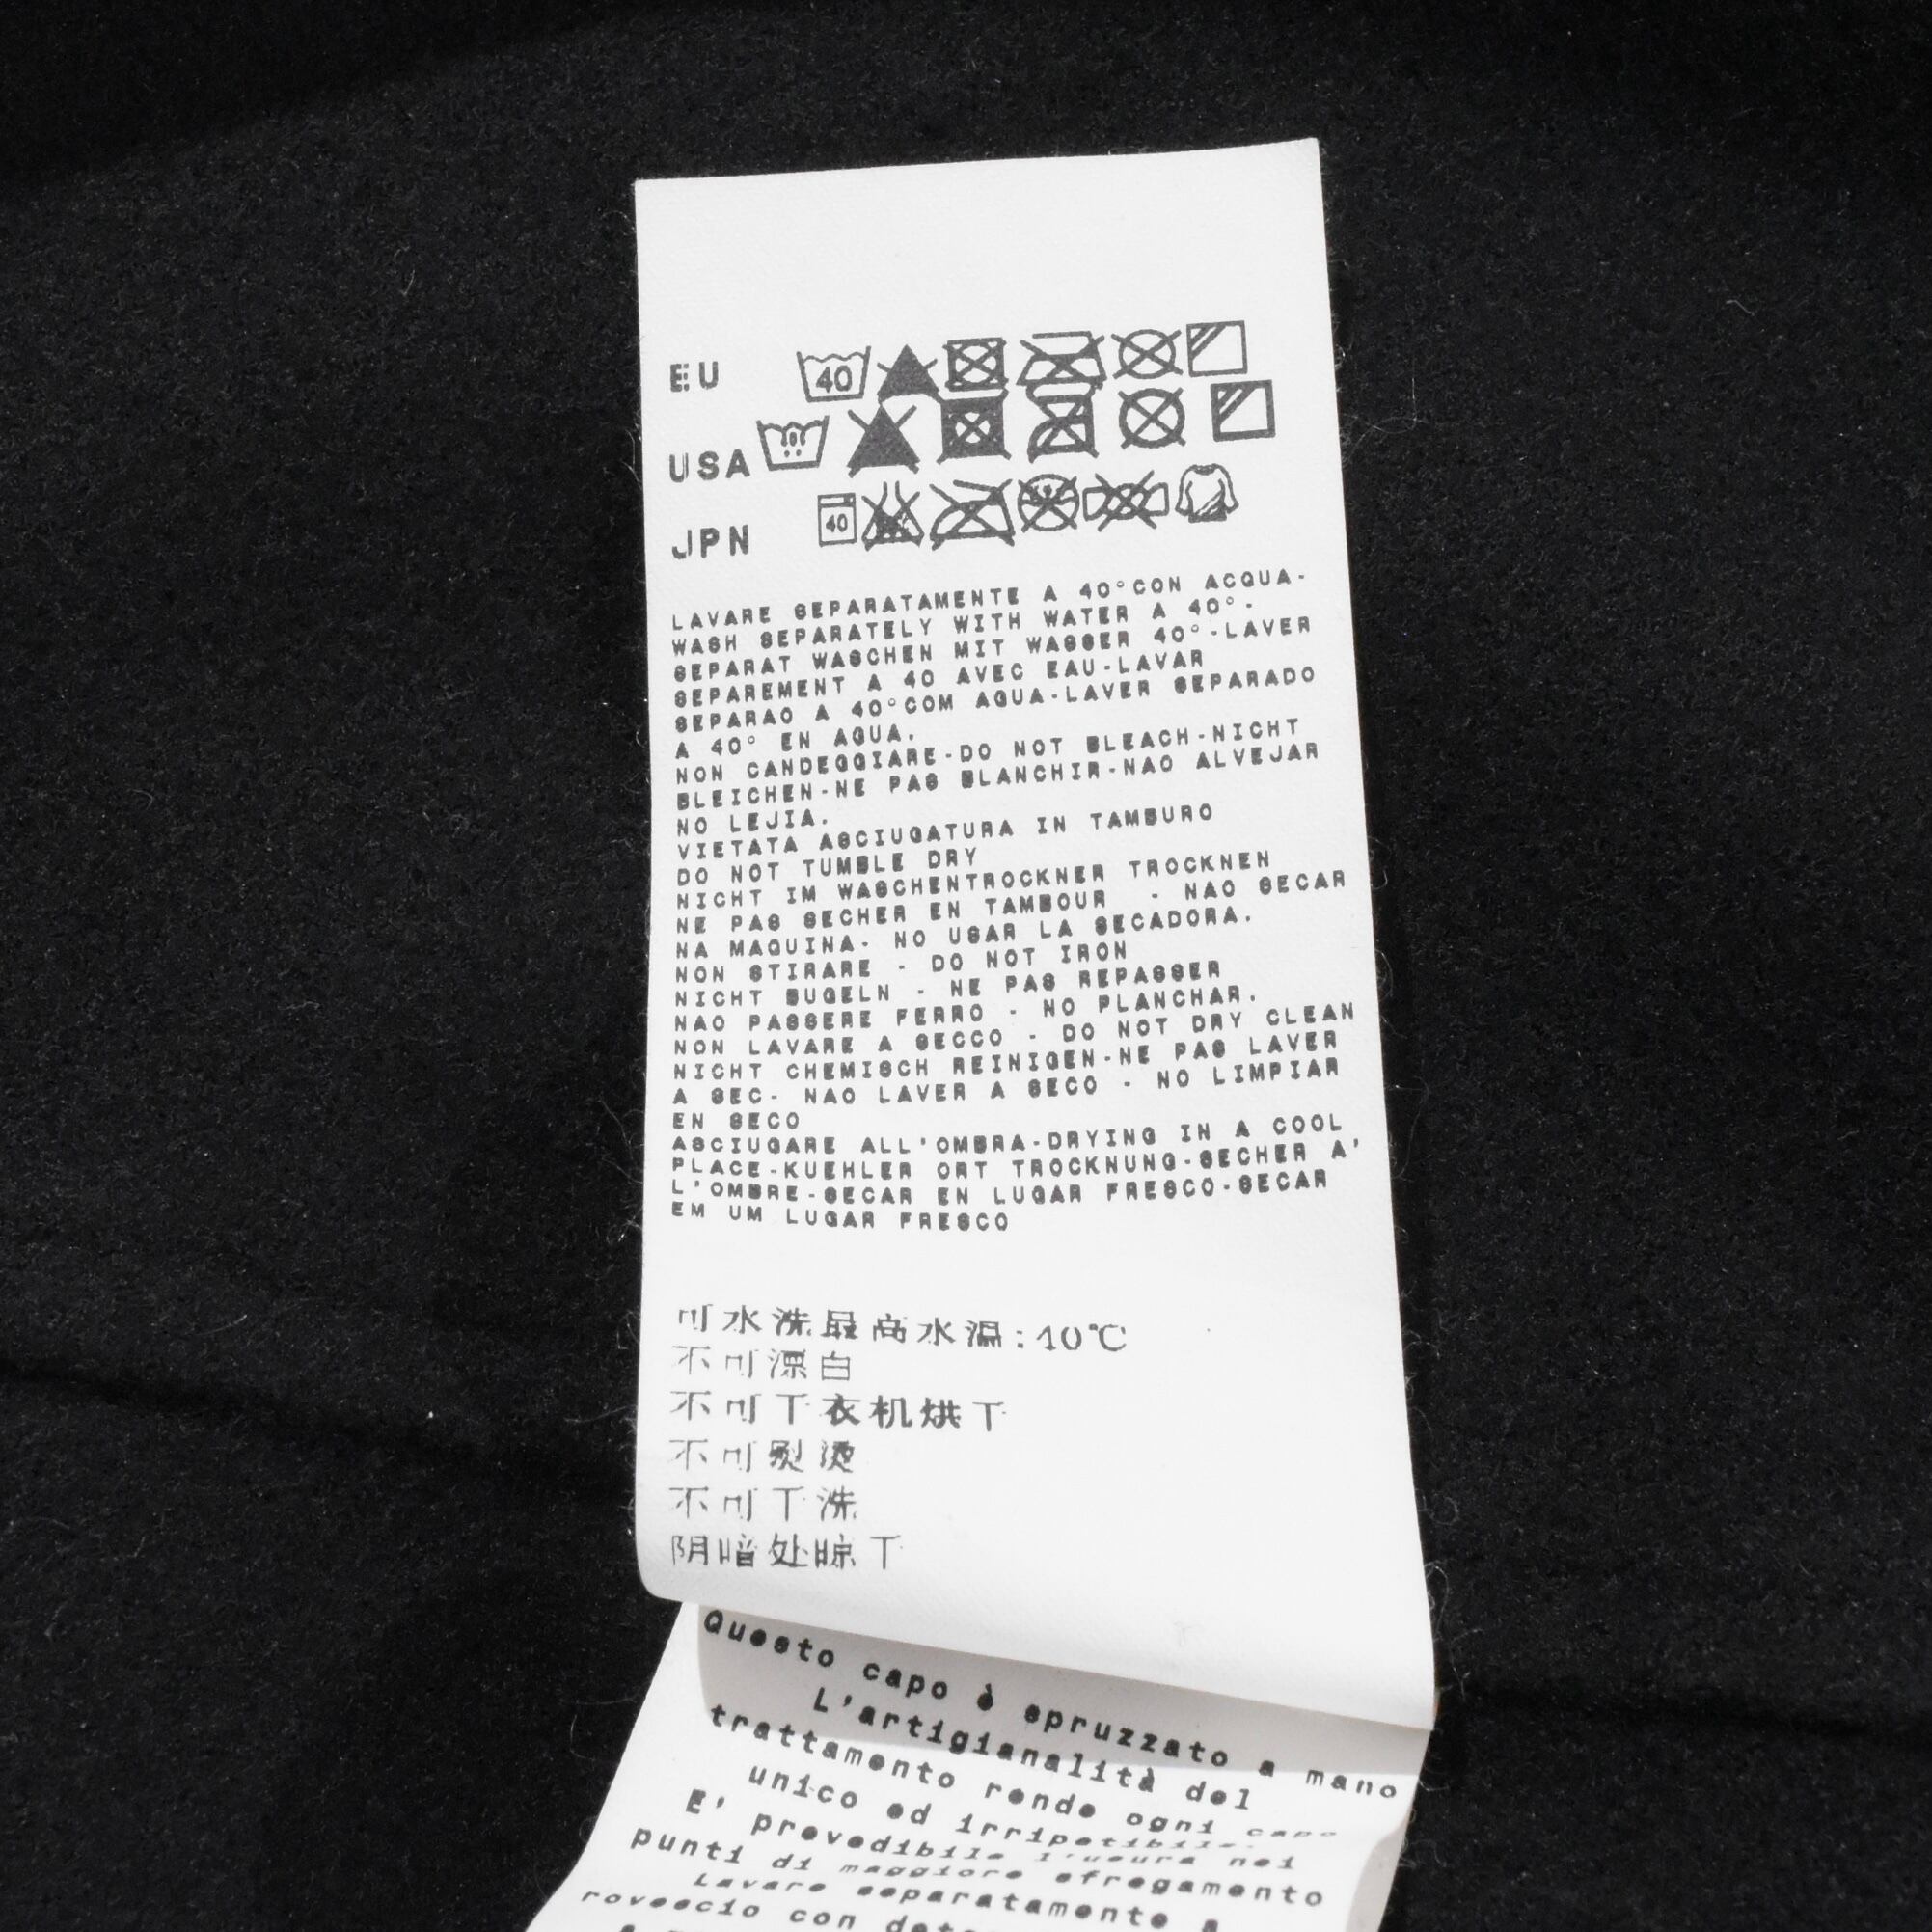 EU 40
USA
JPN 40
LAVARE SEPARATAMENTE A 40°CON ACQUA-
WASH SEPARATELY WITH WATER A 40°-
SEPARAT WASCHEN MIT WASSER 40°-LAVER
SEPAREMENT A 40 AVEC EAU-LAVAR
SEPARAO A 40°COM AGUA-LAVER SEPARADO
A 40° EN AGUA.
NON CANDEGGIARE-DO NOT BLEACH-NICHT
BLEICHEN-NE PAS BLANCHIR-NAO ALVEJAR
NO LEJIA.
VIETATA ASCIUGATURA IN TAMBURO
DO NOT TUMBLE DRY
NICHT IM WASCHENTROCKNER TROCKNEN
NE PAS SECHER EN TAMBOUR - NAO SECAR
NA MAQUINA- NO USAR LA SECADORA.
NON STIRARE - DO NOT IRON
NICHT BUGELN - NE PAS REPASSER
NAO PASSERE FERRO - NO PLANCHAR.
NON LAVARE A SECCO - DO NOT DRY CLEAN
NICHT CHEMISCH REINIGEN-NE PAS LAVER
A SEC- NAO LAVER A SECO - NO LIMPIAR
EN SECO
ASCIUGARE ALL'OMBRA-DRYING IN A COOL
PLACE-KUEHLER ORT TROCKNUNG-SECHER A'
L'OMBRE-SECAR EN LUGAR FRESCO-SECAR
EM UM LUGAR FRESCO
可水洗最高水温:40℃
不可漂白
不可干衣机烘干
不可熨烫
不可干洗
阴暗处晾干
Questo capo è spruzzato a mano
L'artigianalità del
trattamento rende ogni capo
unico ed irripetibile.
E' prevedibile l'usura nei
punti di maggiore sfregamento
Lavare separatamente a
rovescio con